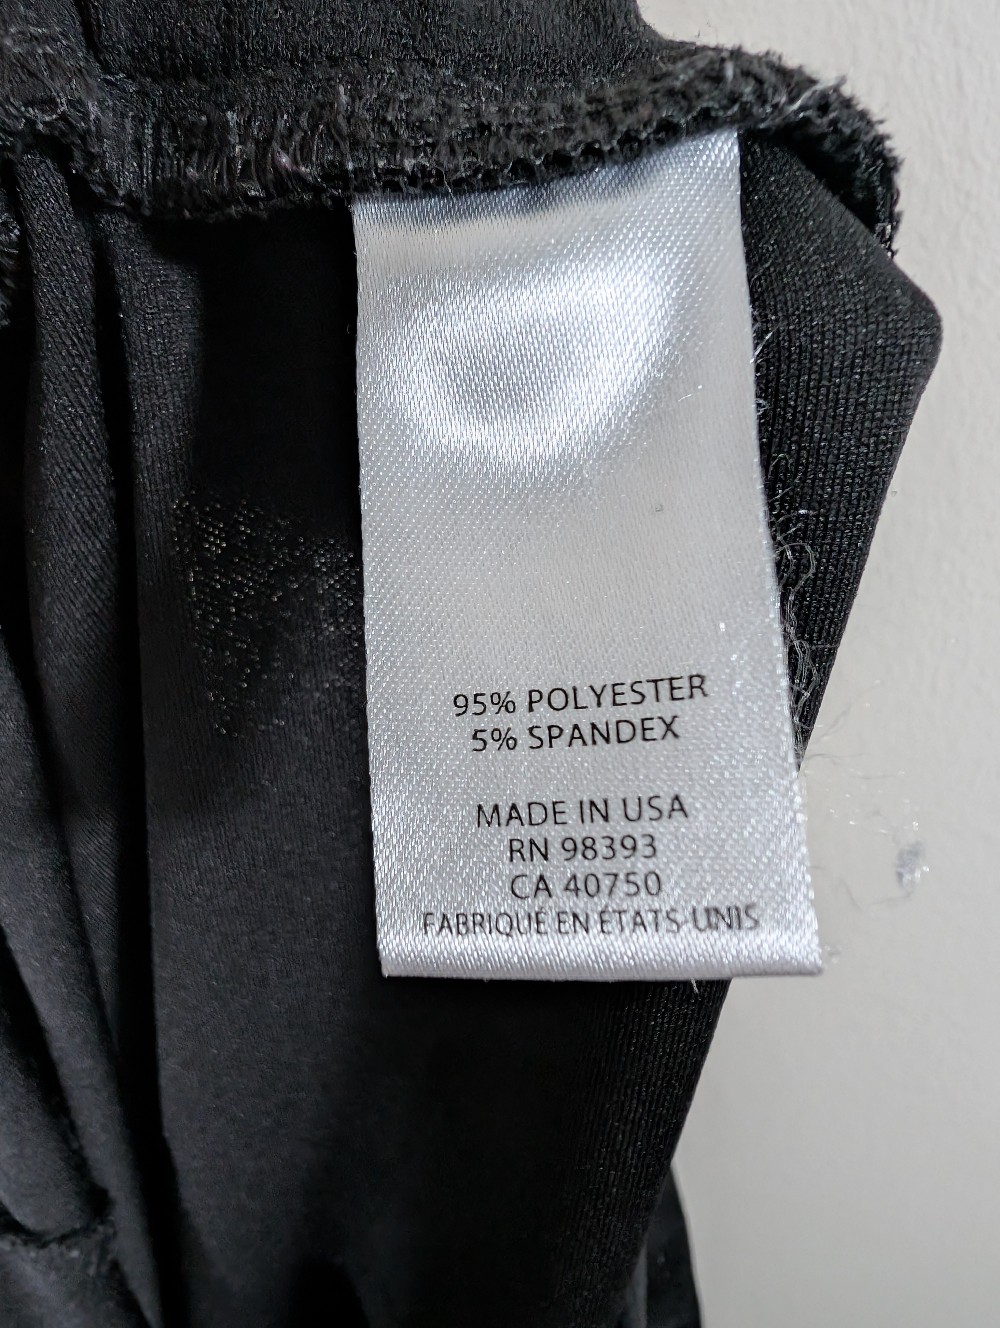 95% POLYESTER
5% SPANDEX
MADE IN USA
RN 98393
CA 40750
FABRIQUÉ EN ÉTATS-UNIS